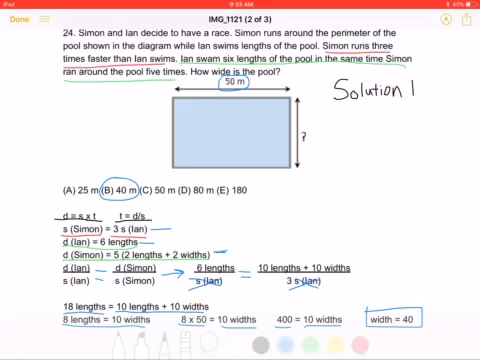 iPad
9:33 AM
40%
Done
IMG_1121 (2 of 3)
24. Simon and Ian decide to have a race. Simon runs around the perimeter of the
pool shown in the diagram while Ian swims lengths of the pool. Simon runs three
times faster than Ian swims. Ian swam six lengths of the pool in the same time Simon
ran around the pool five times. How wide is the pool?
Solution 1
50 m
?
(A) 25 m (B) 40 m (C) 50 m (D) 80 m (E) 180
d = s x t t = d/s
s (Simon) = 3 s (Ian)
d (Ian) = 6 lengths
d (Simon) = 5 (2 lengths + 2 widths)
d (Ian) = d (Simon) → 6 lengths = 10 lengths + 10 widths
s (Ian) s (Simon) s (Ian) 3 s (Ian)
18 lengths = 10 lengths + 10 widths
8 lengths = 10 widths 8 x 50 = 10 widths 400 = 10 widths width = 40